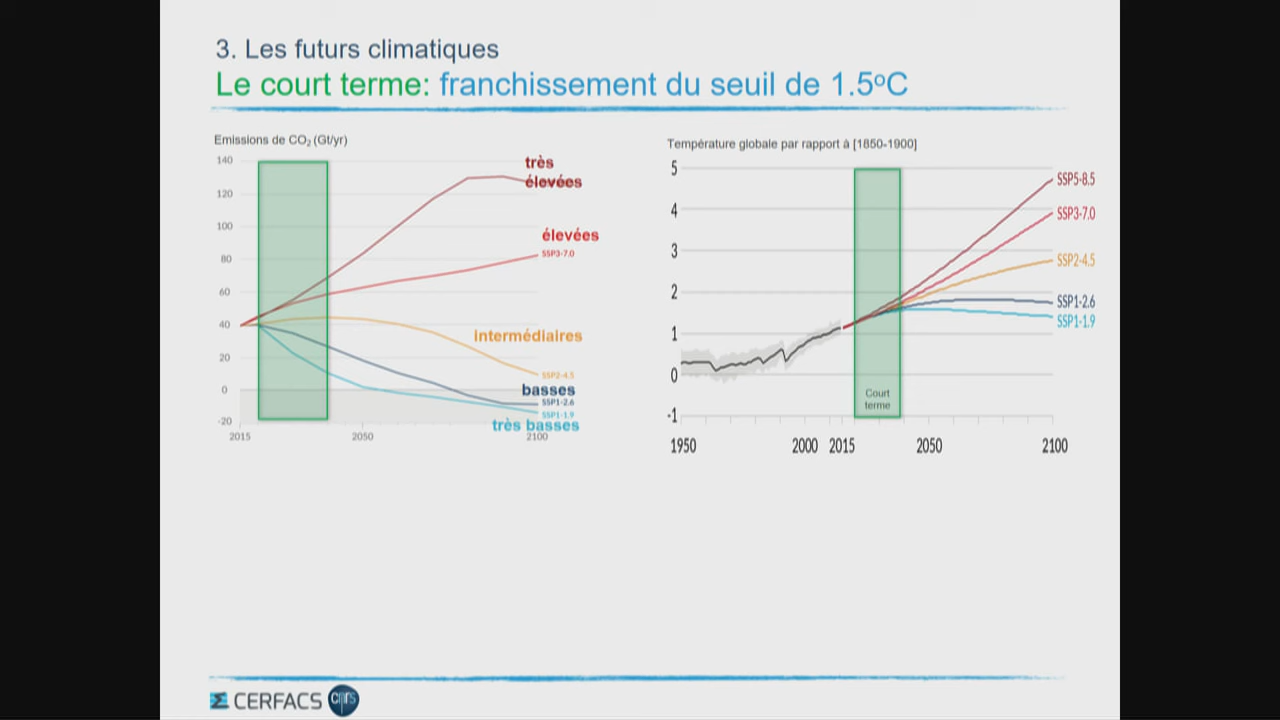 3. Les futurs climatiques
Le court terme: franchissement du seuil de 1.5ºC
Emissions de CO₂ (Gt/yr)
140
120
100
80
60
40
20
0
-20
2015
2050
2100
très
élevées
élevées
SSP3-7.0
intermédiaires
SSP2-4.5
basses
SSP1-2.6
SSP1-1.9
très basses
Température globale par rapport à [1850-1900]
5
4
3
2
1
0
-1
1950
2000
2015
2050
2100
Court
terme
SSP5-8.5
SSP3-7.0
SSP2-4.5
SSP1-2.6
SSP1-1.9
CERFACS
cnrs